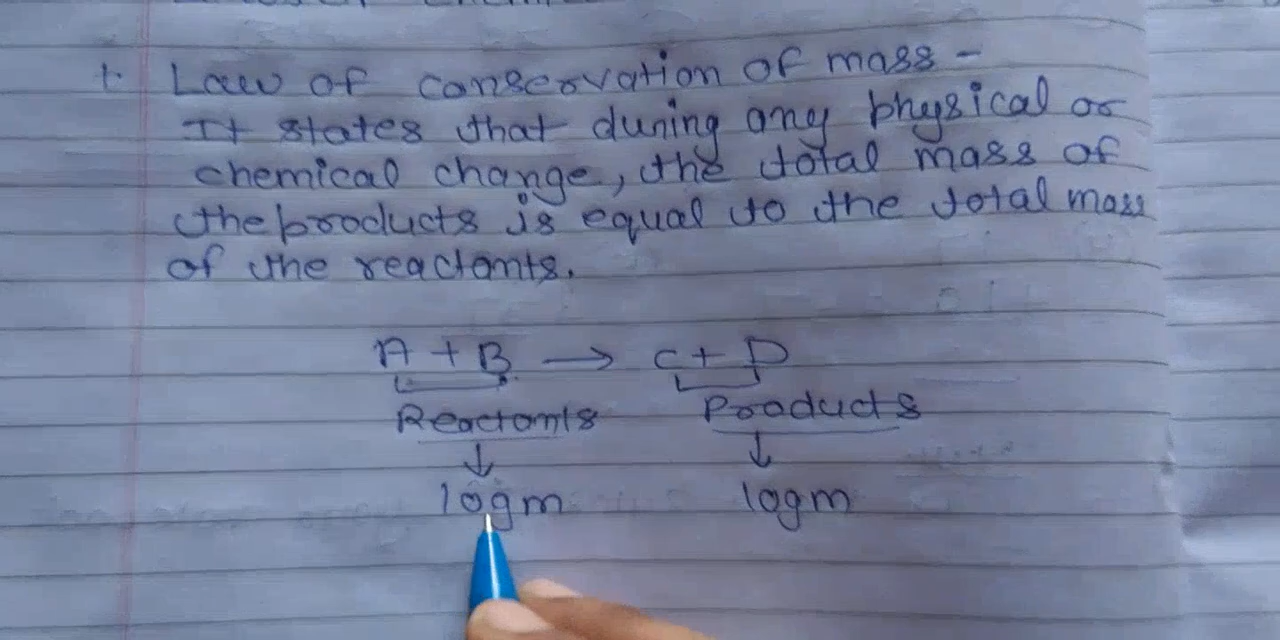 1. Law of conservation of mass -
It states that during any physical or
chemical change, the total mass of
the products is equal to the total mass
of the reactants.
A + B → C + D
Reactants Products
↓ ↓
10gm 10gm